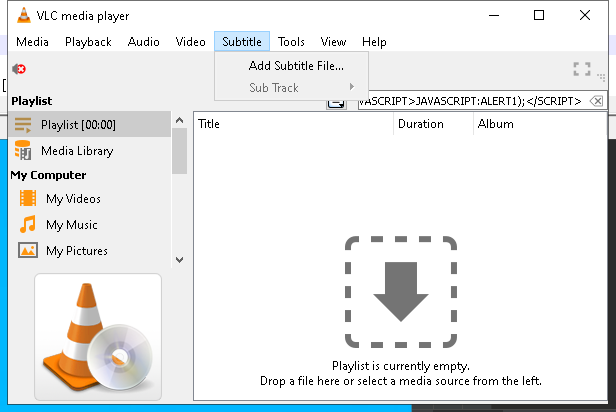 VLC media player
Media Playback Audio Video Subtitle Tools View Help
Add Subtitle File...
Sub Track
Playlist
VASCRIPT>JAVASCRIPT:ALERT1);</SCRIPT>
Playlist [00:00]
Title Duration Album
Media Library
My Computer
My Videos
My Music
My Pictures
Playlist is currently empty.
Drop a file here or select a media source from the left.